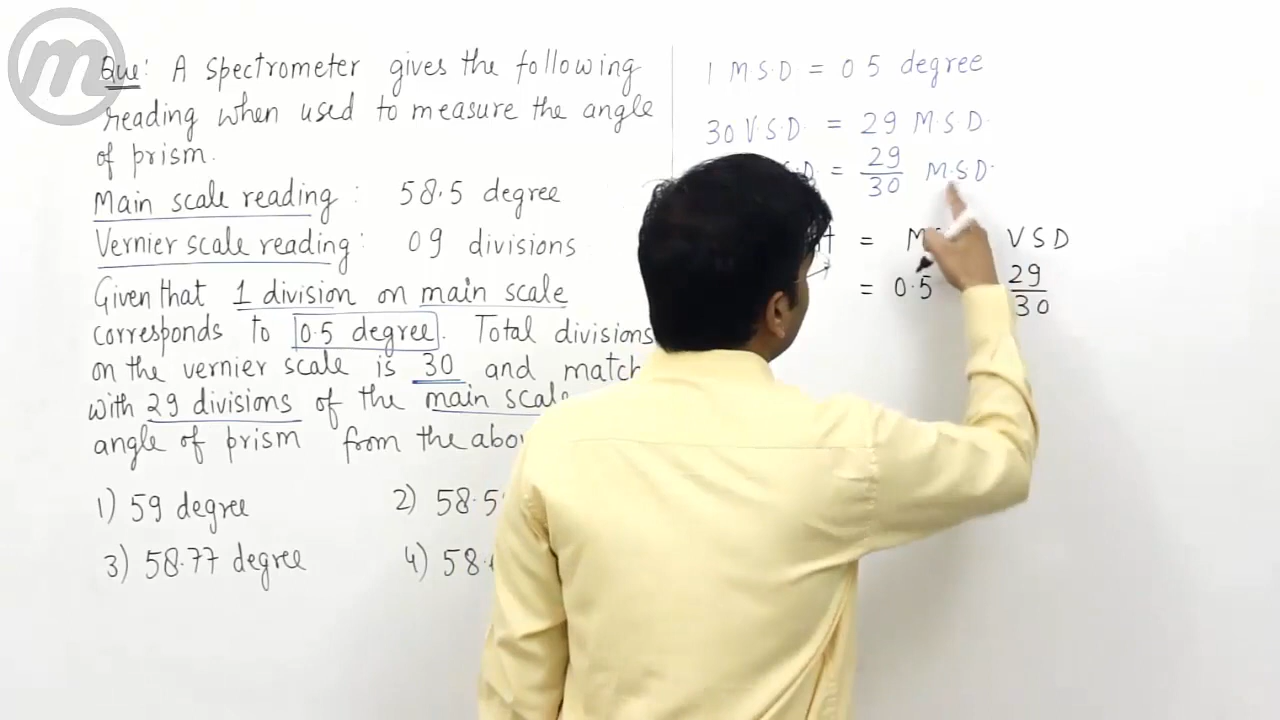 m
Que: A spectrometer gives the following
reading when used to measure the angle
of prism.
Main scale reading : 58.5 degree
Vernier scale reading: 09 divisions
Given that 1 division on main scale
corresponds to 0.5 degree. Total divisions
on the vernier scale is 30 and match
with 29 divisions of the main scale
angle of prism from the
1) 59 degree
2) 58.5
3) 58.77 degree
4) 58.
1 M.S.D = 0.5 degree
30 V.S.D. = 29 M.S.D.
= 29/30 M.S.D.
= VSD
= 0.5 29/30